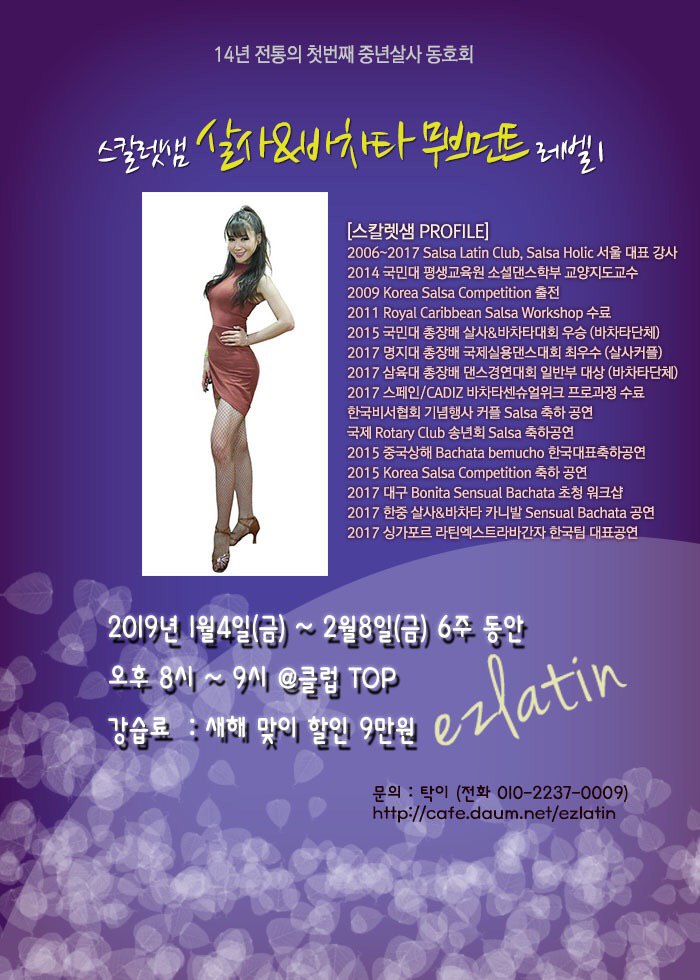 14년 전통의 첫번째 중년살사 동호회
스칼렛샘 살사&바차타 무브먼트 레벨1
[스칼렛샘 PROFILE]
2006~2017 Salsa Latin Club, Salsa Holic 서울 대표 강사
2014 국민대 평생교육원 소셜댄스학부 교양지도교수
2009 Korea Salsa Competition 출전
2011 Royal Caribbean Salsa Workshop 수료
2015 국민대 총장배 살사&바차타대회 우승 (바차타단체)
2017 명지대 총장배 국제실용댄스대회 최우수 (살사커플)
2017 삼육대 총장배 댄스경연대회 일반부 대상 (바차타단체)
2017 스페인/CADIZ 바차타센슈얼위크 프로과정 수료
한국비서협회 기념행사 커플 Salsa 축하 공연
국제 Rotary Club 송년회 Salsa 축하공연
2015 중국상해 Bachata bemucho 한국대표축하공연
2015 Korea Salsa Competition 축하 공연
2017 대구 Bonita Sensual Bachata 초청 워크샵
2017 한중 살사&바차타 카니발 Sensual Bachata 공연
2017 싱가포르 라틴엑스트라바간자 한국팀 대표공연
2019년 1월4일(금) ~ 2월8일(금) 6주 동안
오후 8시 ~ 9시 @클럽 TOP
강습료 : 새해 맞이 할인 9만원
ezlatin
문의 : 탁이 (전화 010-2237-0009)
http://cafe.daum.net/ezlatin